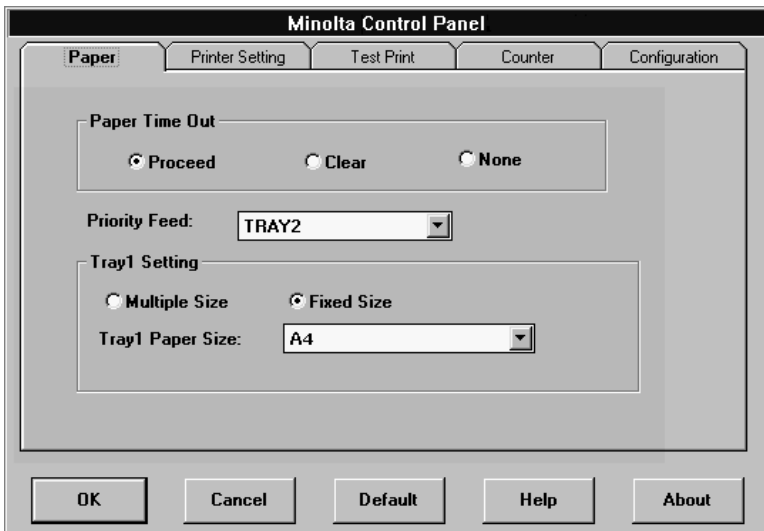 Minolta Control Panel
Paper Printer Setting Test Print Counter Configuration
Paper Time Out
Proceed Clear None
Priority Feed: TRAY2
Tray1 Setting
Multiple Size Fixed Size
Tray1 Paper Size: A4
OK Cancel Default Help About